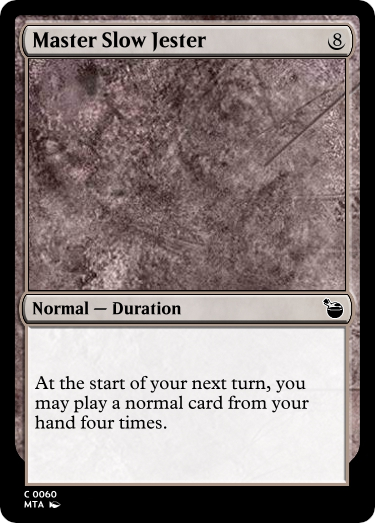 Master Slow Jester
8
Normal — Duration
At the start of your next turn, you
may play a normal card from your
hand four times.
C 0060
MTA